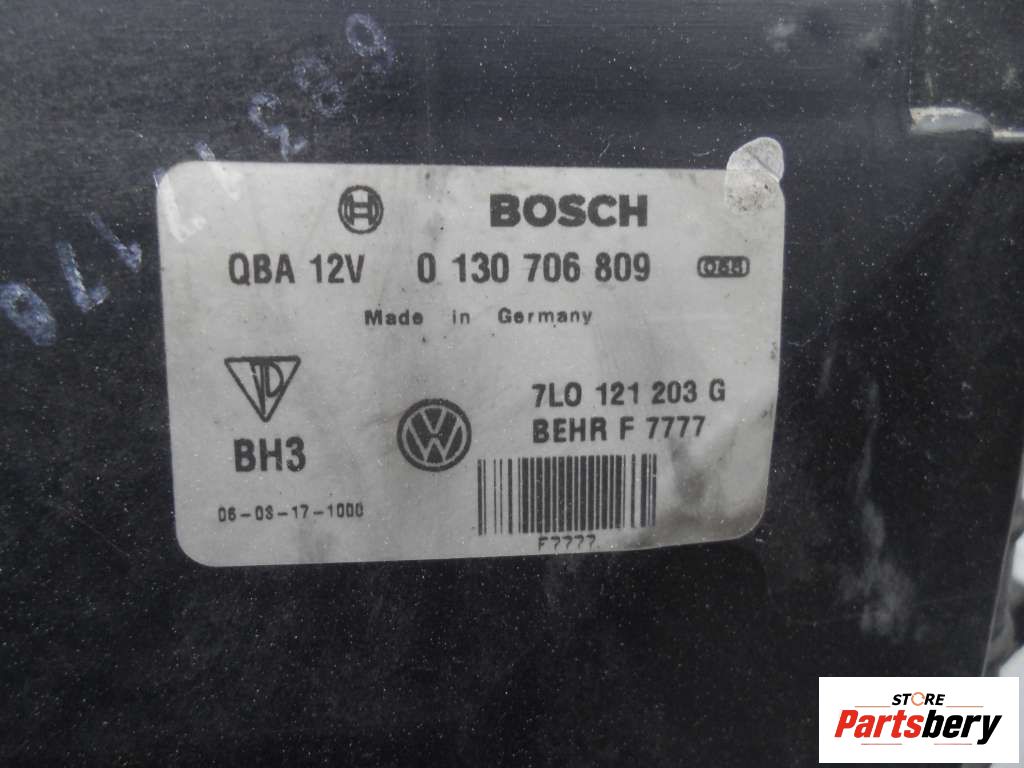 BOSCH
QBA 12V 0 130 706 809 088
Made in Germany
7L0 121 203 G
BEHR F 7777
BH3
06-03-17-1000
F7777
STORE
Partsbery